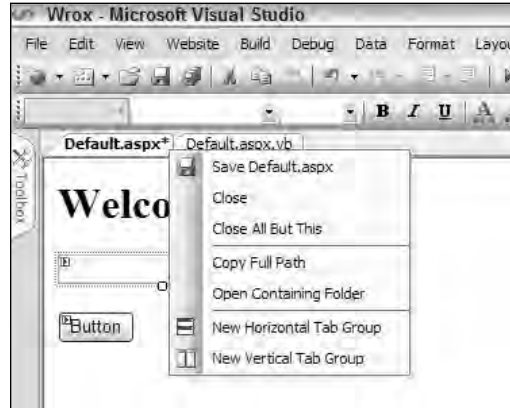 Wrox - Microsoft Visual Studio
File Edit View Website Build Debug Data Format Layou
B I U A
Default.aspx* Default.aspx.vb
Toolbox
Save Default.aspx
Welco
Close
Close All But This
Copy Full Path
Open Containing Folder
Button
New Horizontal Tab Group
New Vertical Tab Group